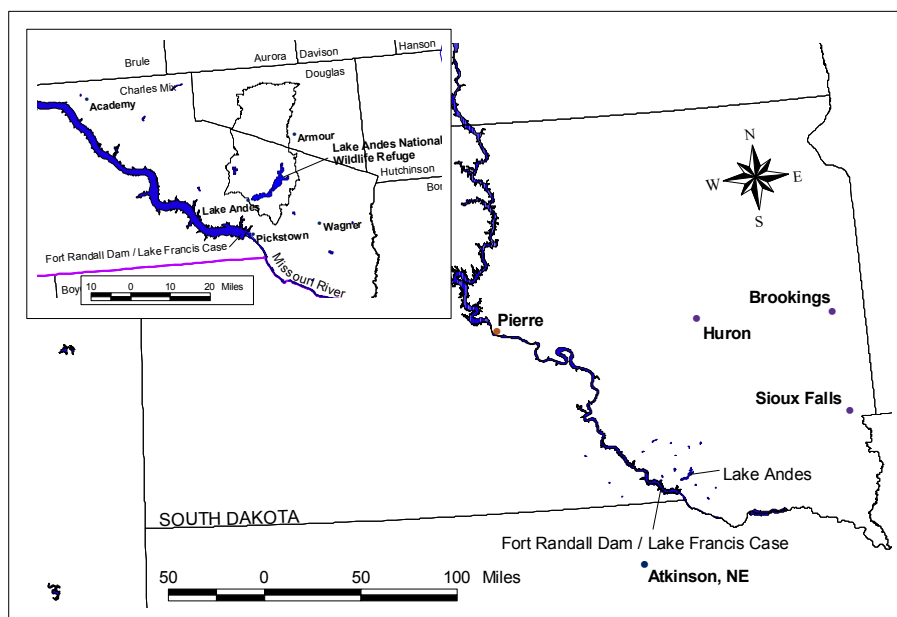 Hanson
Aurora
Davison
Brule
Douglas
Charles Mix
Academy
Armour
Lake Andes National
Wildlife Refuge
Hutchinson
Bon
Lake Andes
Wagner
Pickstown
Fort Randall Dam / Lake Francis Case
Missouri River
Boy
10 0 10 20 Miles
N
W E
S
Brookings
Pierre
Huron
Sioux Falls
Lake Andes
SOUTH DAKOTA
Fort Randall Dam / Lake Francis Case
Atkinson, NE
50 0 50 100 Miles